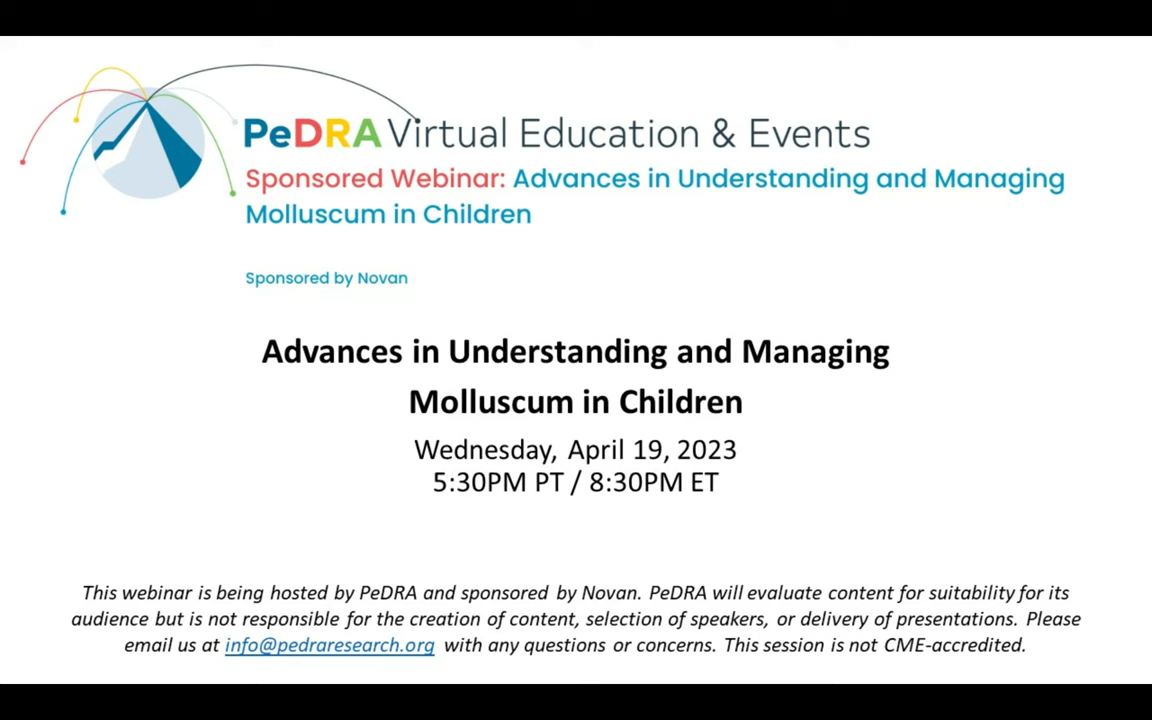 PeDRA Virtual Education & Events
Sponsored Webinar: Advances in Understanding and Managing
Molluscum in Children
Sponsored by Novan
Advances in Understanding and Managing
Molluscum in Children
Wednesday, April 19, 2023
5:30PM PT / 8:30PM ET
This webinar is being hosted by PeDRA and sponsored by Novan. PeDRA will evaluate content for suitability for its
audience but is not responsible for the creation of content, selection of speakers, or delivery of presentations. Please
email us at info@pedraresearch.org with any questions or concerns. This session is not CME-accredited.